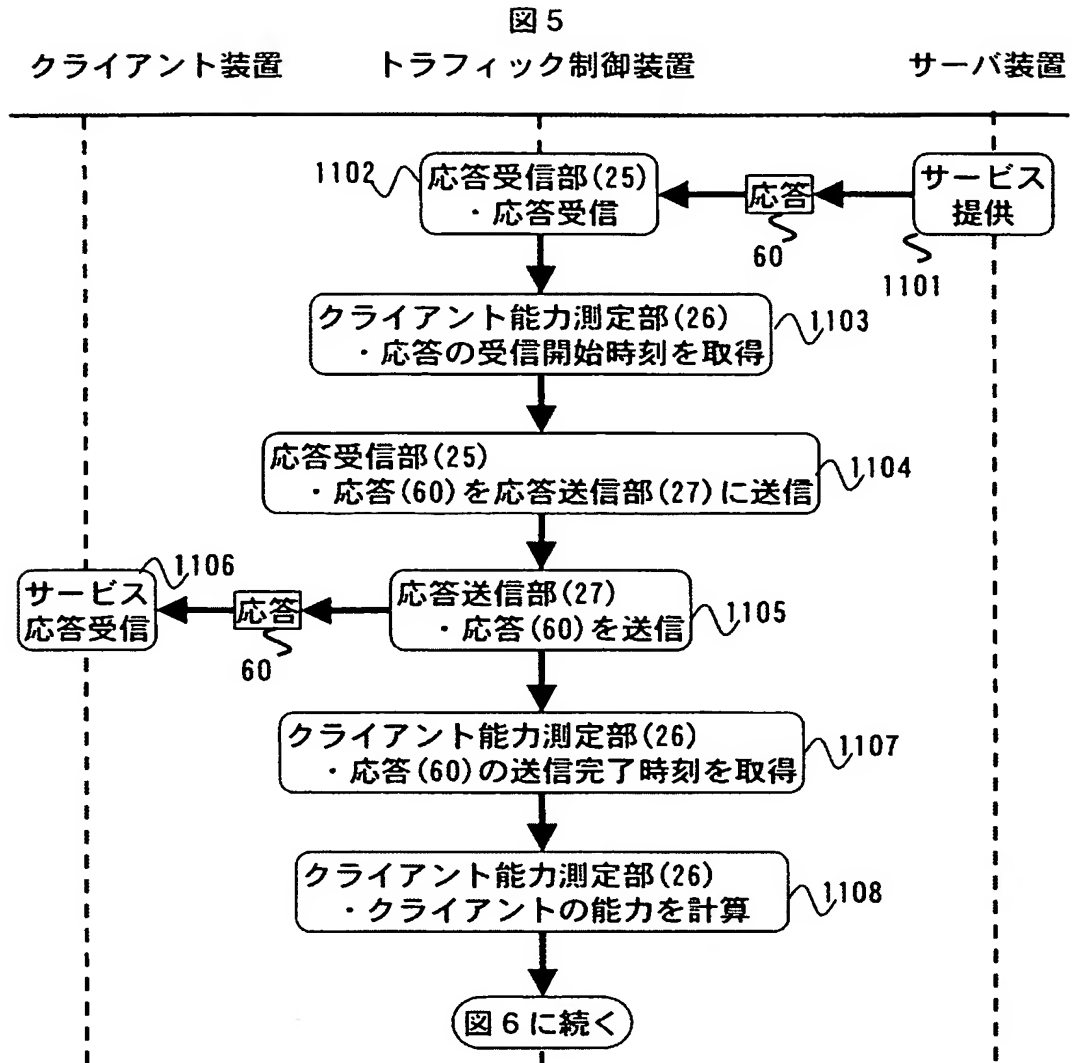 図5
クライアント装置 トラフィック制御装置 サーバ装置
1102 応答受信部(25)
・応答受信
応答
60
サービス
提供
1101
クライアント能力測定部(26)
・応答の受信開始時刻を取得
1103
応答受信部(25)
・応答(60)を応答送信部(27)に送信
1104
1106
サービス
応答受信
応答
60
応答送信部(27)
・応答(60)を送信
1105
クライアント能力測定部(26)
・応答(60)の送信完了時刻を取得
1107
クライアント能力測定部(26)
・クライアントの能力を計算
1108
図6に続く